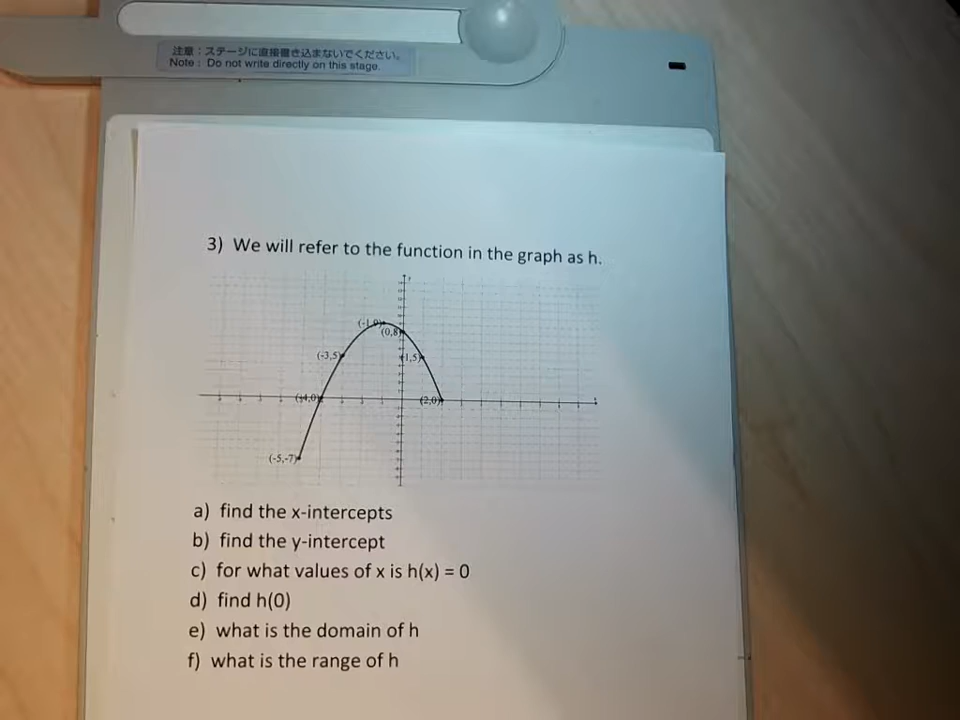 注意：ステージに直接書き込まないでください。
Note : Do not write directly on this stage.
3) We will refer to the function in the graph as h.
(-1,9)
(0,8)
(-3,5)
(1,5)
(-4,0)
(2,0)
(-5,-7)
a) find the x-intercepts
b) find the y-intercept
c) for what values of x is h(x) = 0
d) find h(0)
e) what is the domain of h
f) what is the range of h